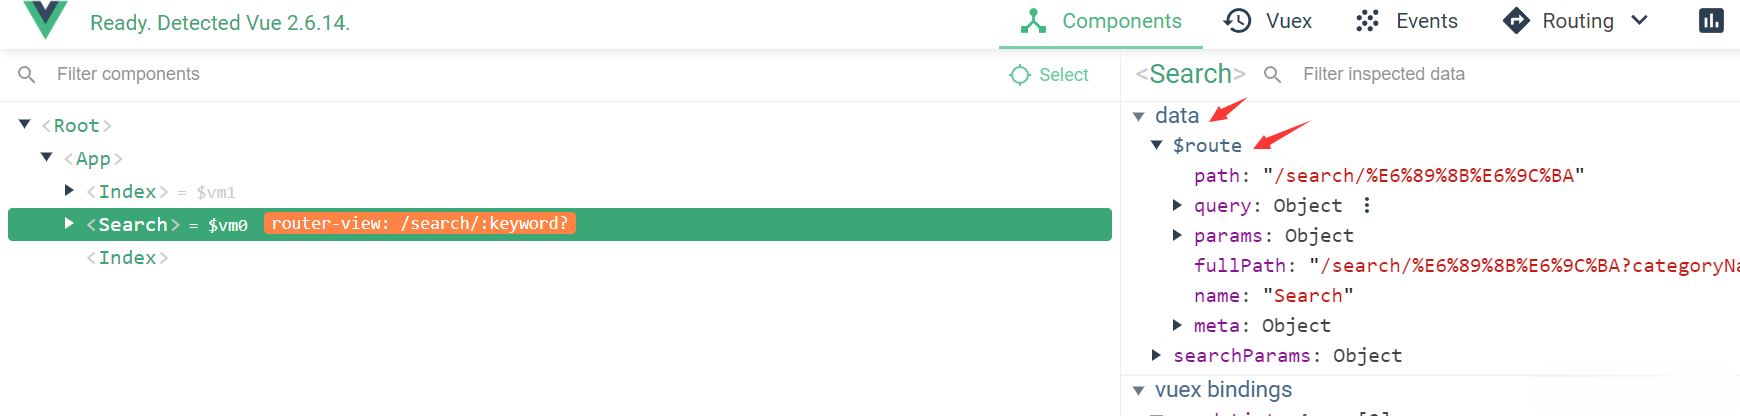 Ready. Detected Vue 2.6.14.
Components
Vuex
Events
Routing
Filter components
Select
<Search>
Filter inspected data
<Root>
<App>
<Index> = $vm1
<Search> = $vm0 router-view: /search/:keyword?
<Index>
data
$route
path: "/search/%E6%89%8B%E6%9C%BA"
query: Object
params: Object
fullPath: "/search/%E6%89%8B%E6%9C%BA?categoryNa
name: "Search"
meta: Object
searchParams: Object
vuex bindings